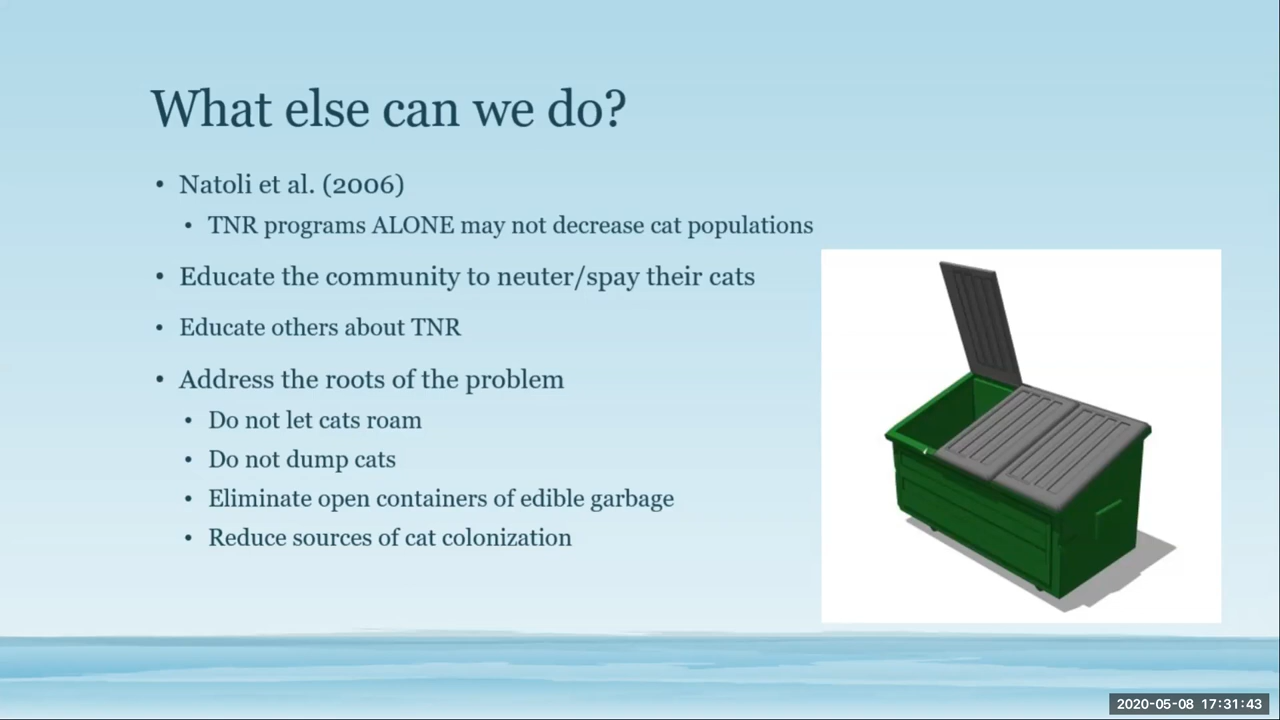 What else can we do?
• Natoli et al. (2006)
• TNR programs ALONE may not decrease cat populations
• Educate the community to neuter/spay their cats
• Educate others about TNR
• Address the roots of the problem
• Do not let cats roam
• Do not dump cats
• Eliminate open containers of edible garbage
• Reduce sources of cat colonization
2020-05-08 17:31:43